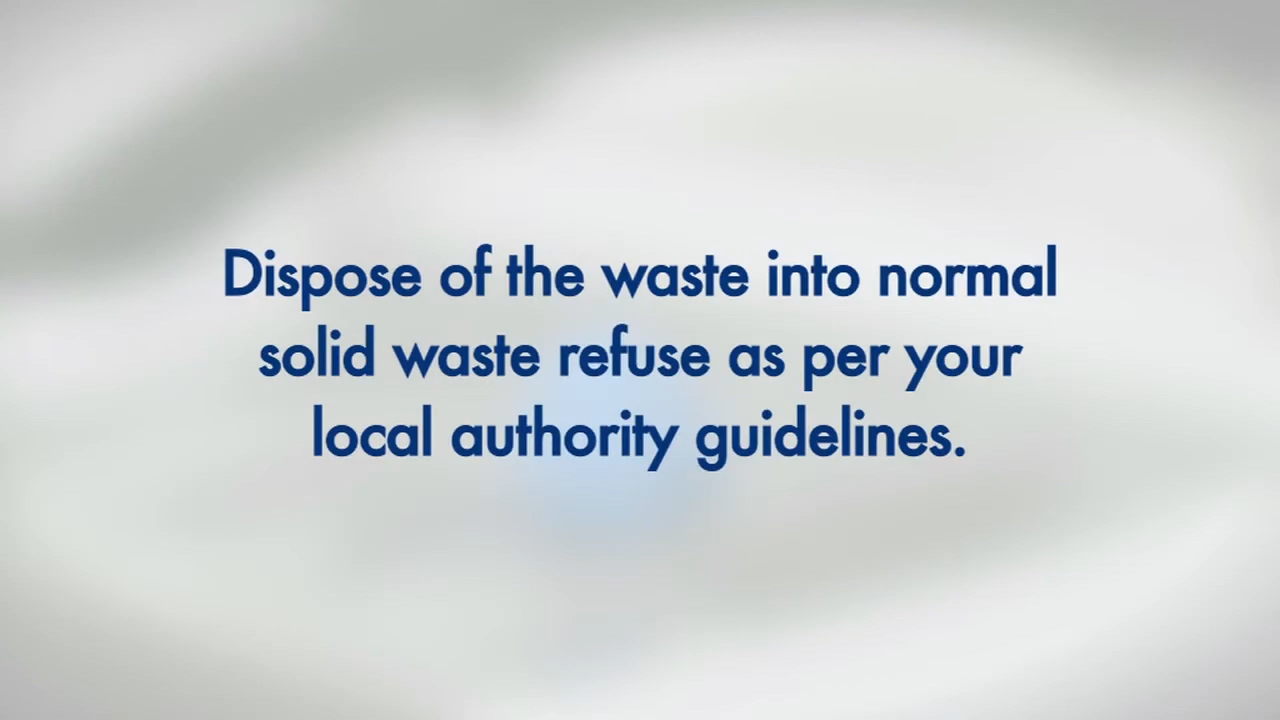 Dispose of the waste into normal
solid waste refuse as per your
local authority guidelines.